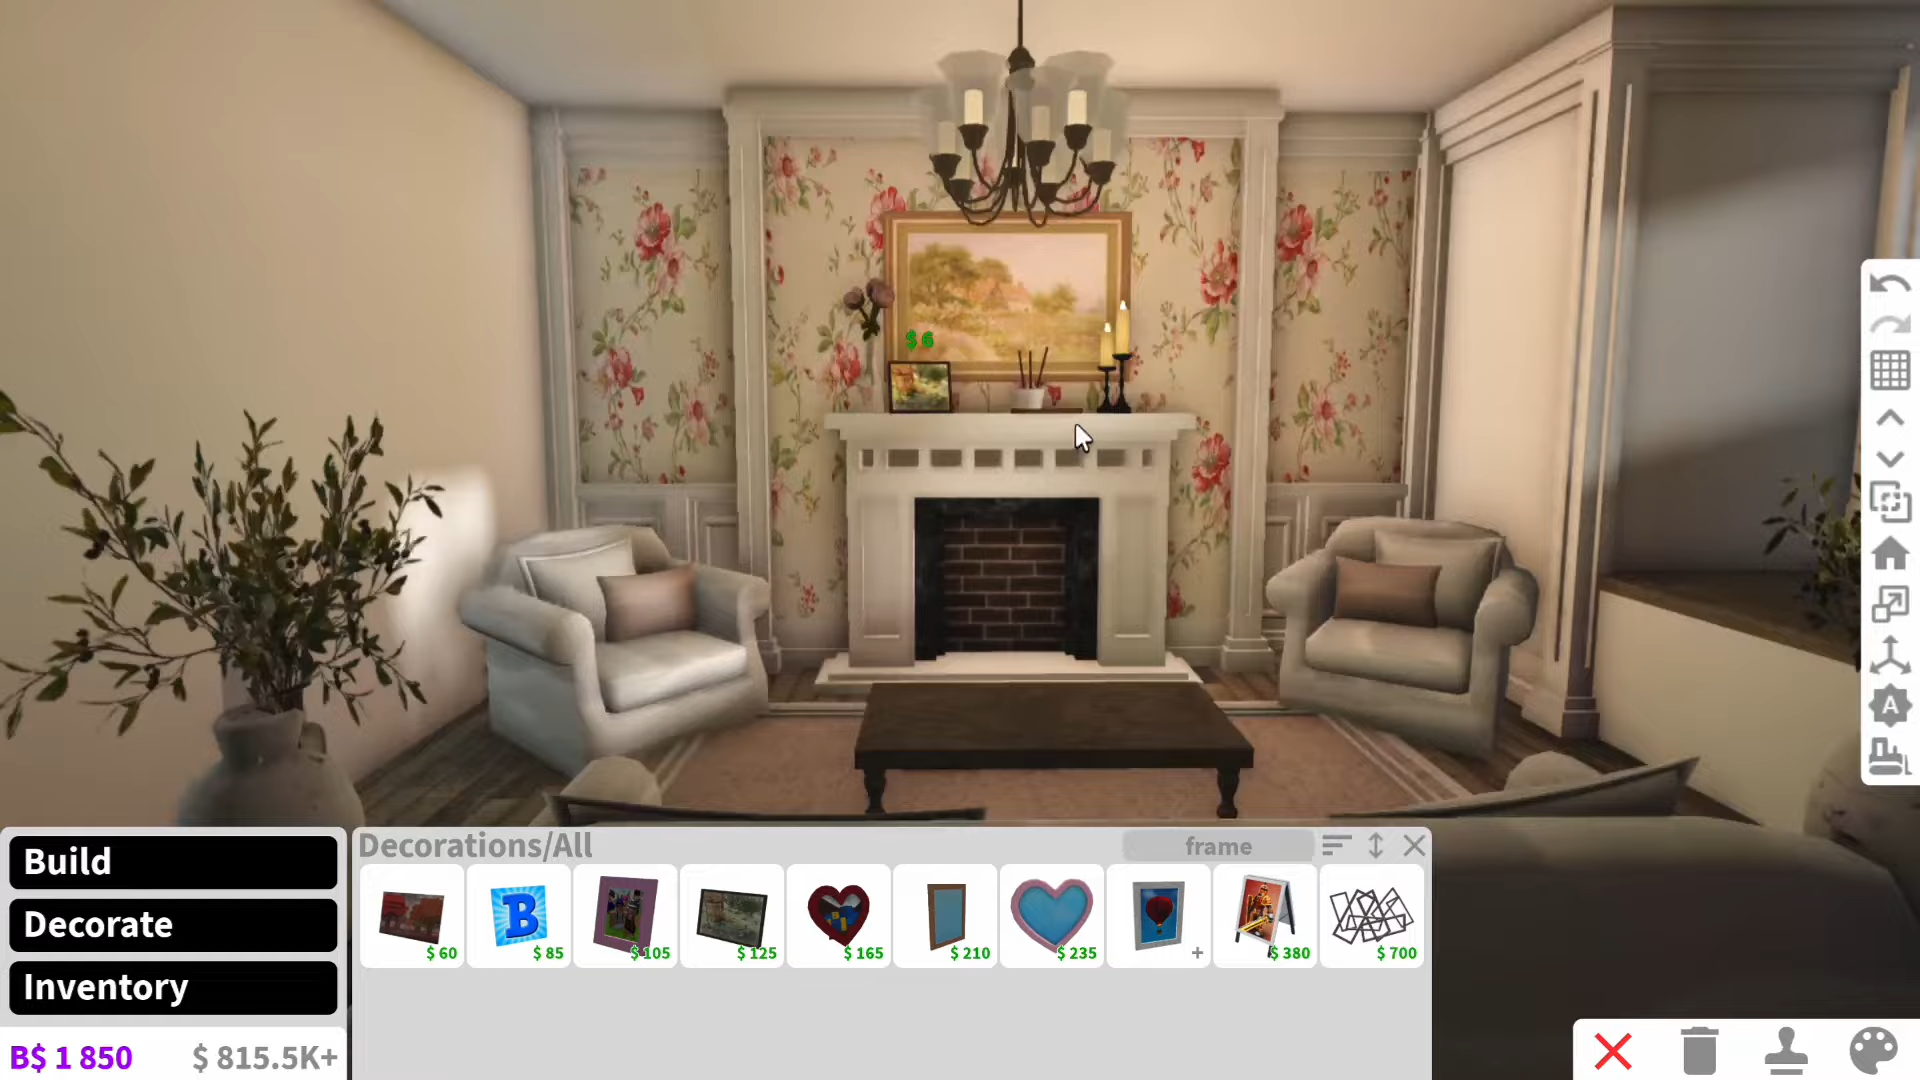 $ 6
Build
Decorate
Inventory
B$ 1 850 $ 815.5K+
Decorations/All
frame
$ 60
B
$ 85
$ 105
$ 125
$ 165
$ 210
$ 235
+
$ 380
$ 700
A